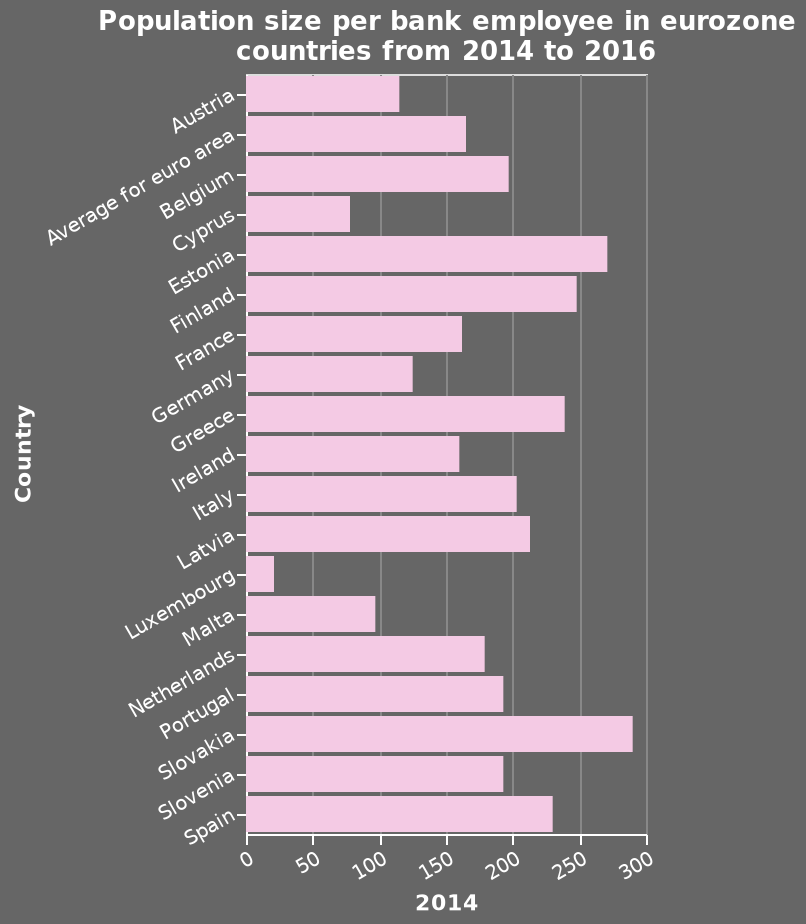 Population size per bank employee in eurozone
countries from 2014 to 2016
Country
Austria
Average for euro area
Belgium
Cyprus
Estonia
Finland
France
Germany
Greece
Ireland
Italy
Latvia
Luxembourg
Malta
Netherlands
Portugal
Slovakia
Slovenia
Spain
0 50 100 150 200 250 300
2014